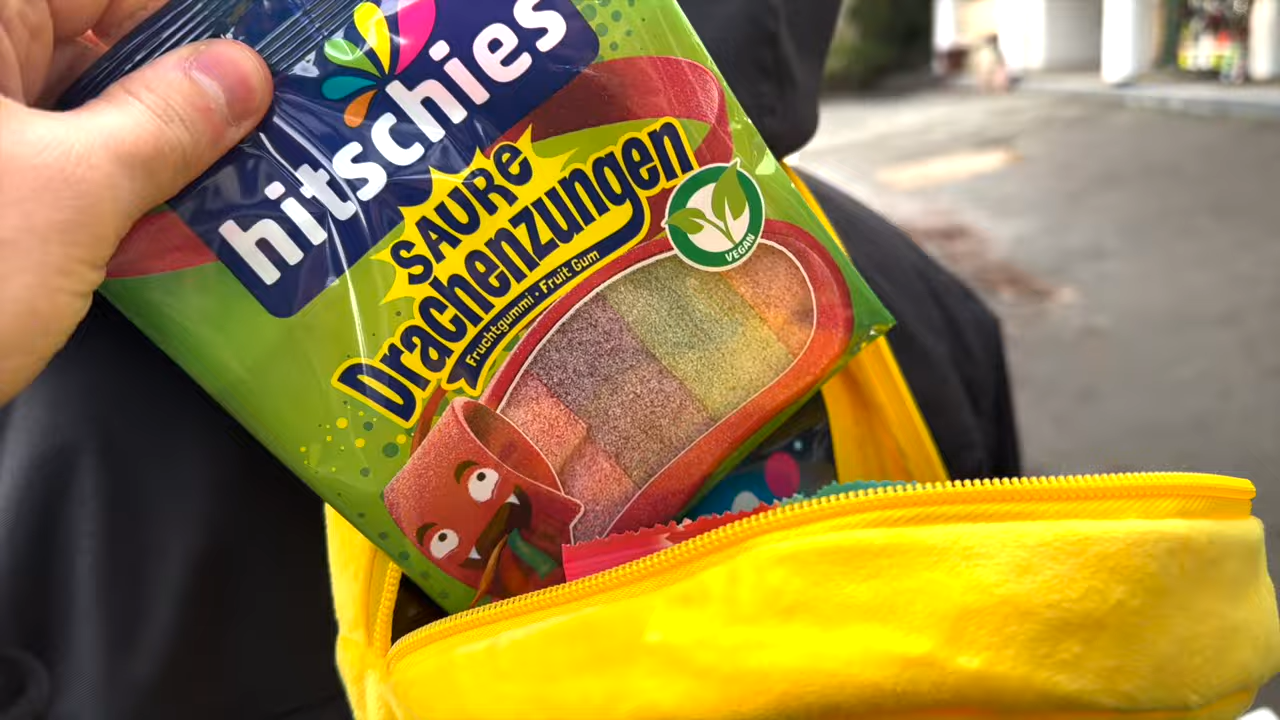 hitschies
SAURE
Drachenzungen
Fruchtgummi · Fruit Gum
VEGAN